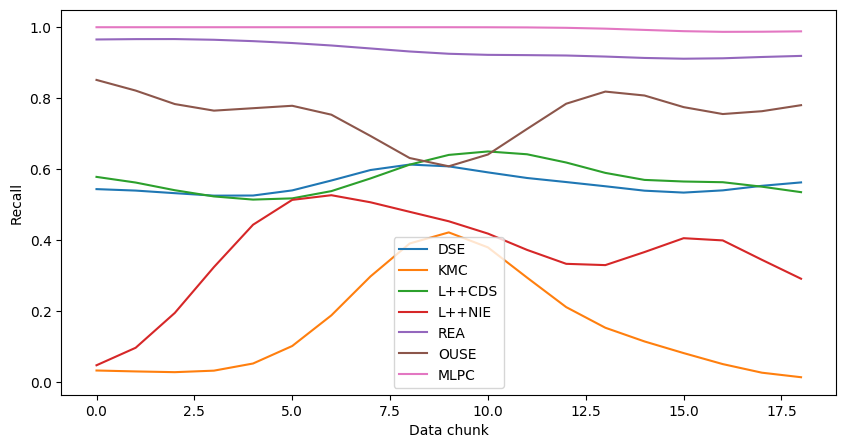 1.0
0.8
0.6
0.4
0.2
0.0
Recall
DSE
KMC
L++CDS
L++NIE
REA
OUSE
MLPC
0.0 2.5 5.0 7.5 10.0 12.5 15.0 17.5
Data chunk